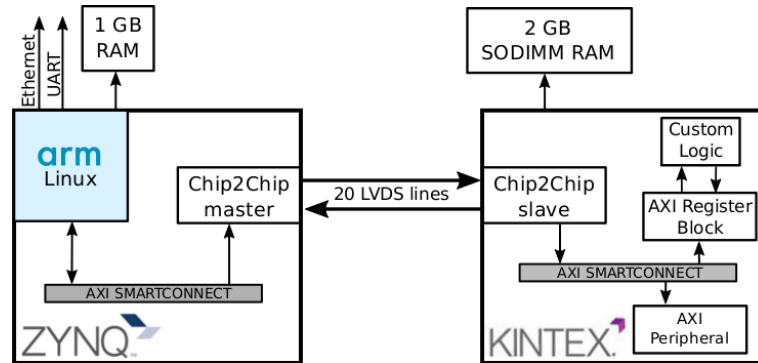 Ethernet
UART
1 GB
RAM
2 GB
SODIMM RAM
arm
Linux
Chip2Chip
master
20 LVDS lines
Chip2Chip
slave
Custom
Logic
AXI Register
Block
AXI SMARTCONNECT
AXI SMARTCONNECT
AXI
Peripheral
ZYNQ™
KINTEX.